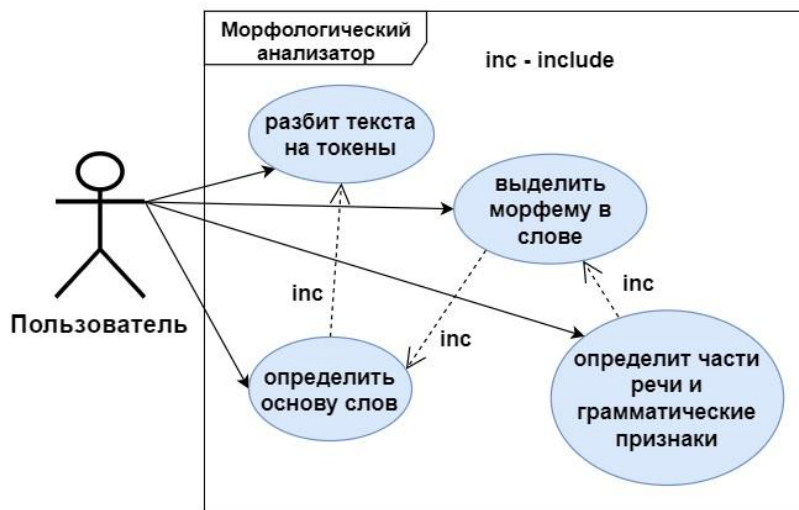 Морфологический
анализатор
inc - include
разбит текста
на токены
выделить
морфему в
слове
inc
inc
inc
Пользователь
определить
основу слов
определит части
речи и
грамматические
признаки